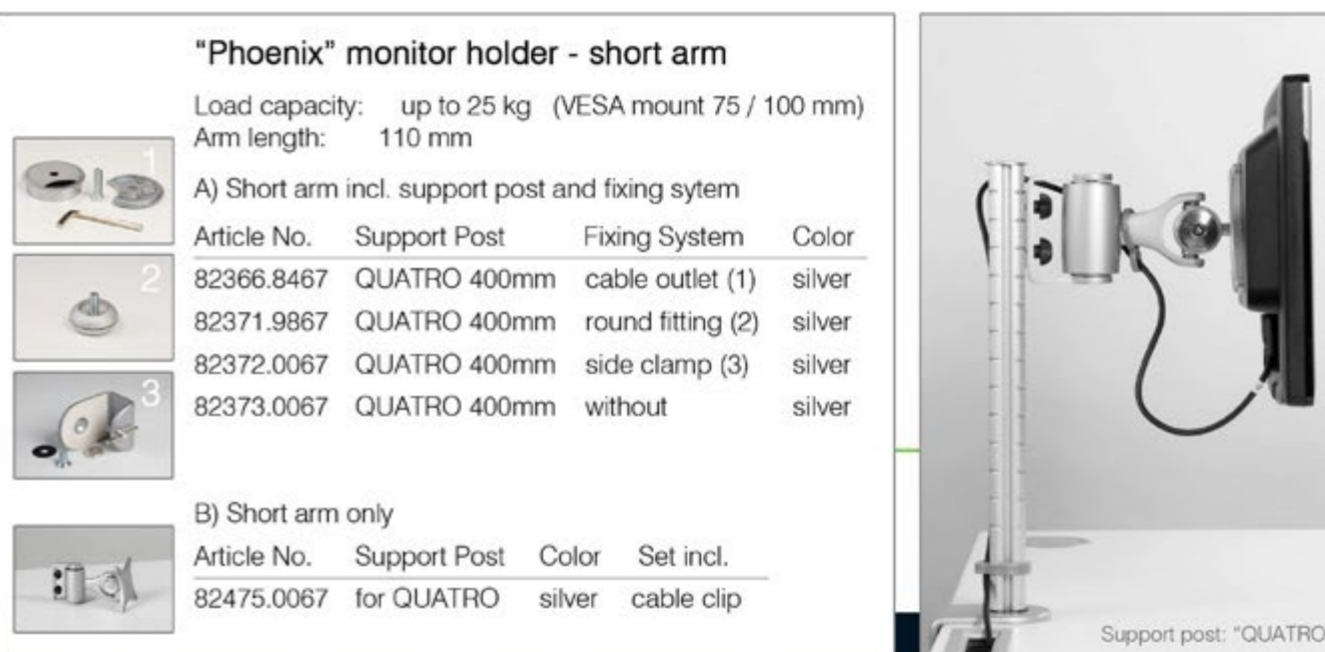 "Phoenix" monitor holder - short arm
Load capacity: up to 25 kg (VESA mount 75 / 100 mm)
Arm length: 110 mm
A) Short arm incl. support post and fixing sytem
Article No. Support Post Fixing System Color
82366.8467 QUATRO 400mm cable outlet (1) silver
82371.9867 QUATRO 400mm round fitting (2) silver
82372.0067 QUATRO 400mm side clamp (3) silver
82373.0067 QUATRO 400mm without silver
1
2
3
B) Short arm only
Article No. Support Post Color Set incl.
82475.0067 for QUATRO silver cable clip
Support post: "QUATRO